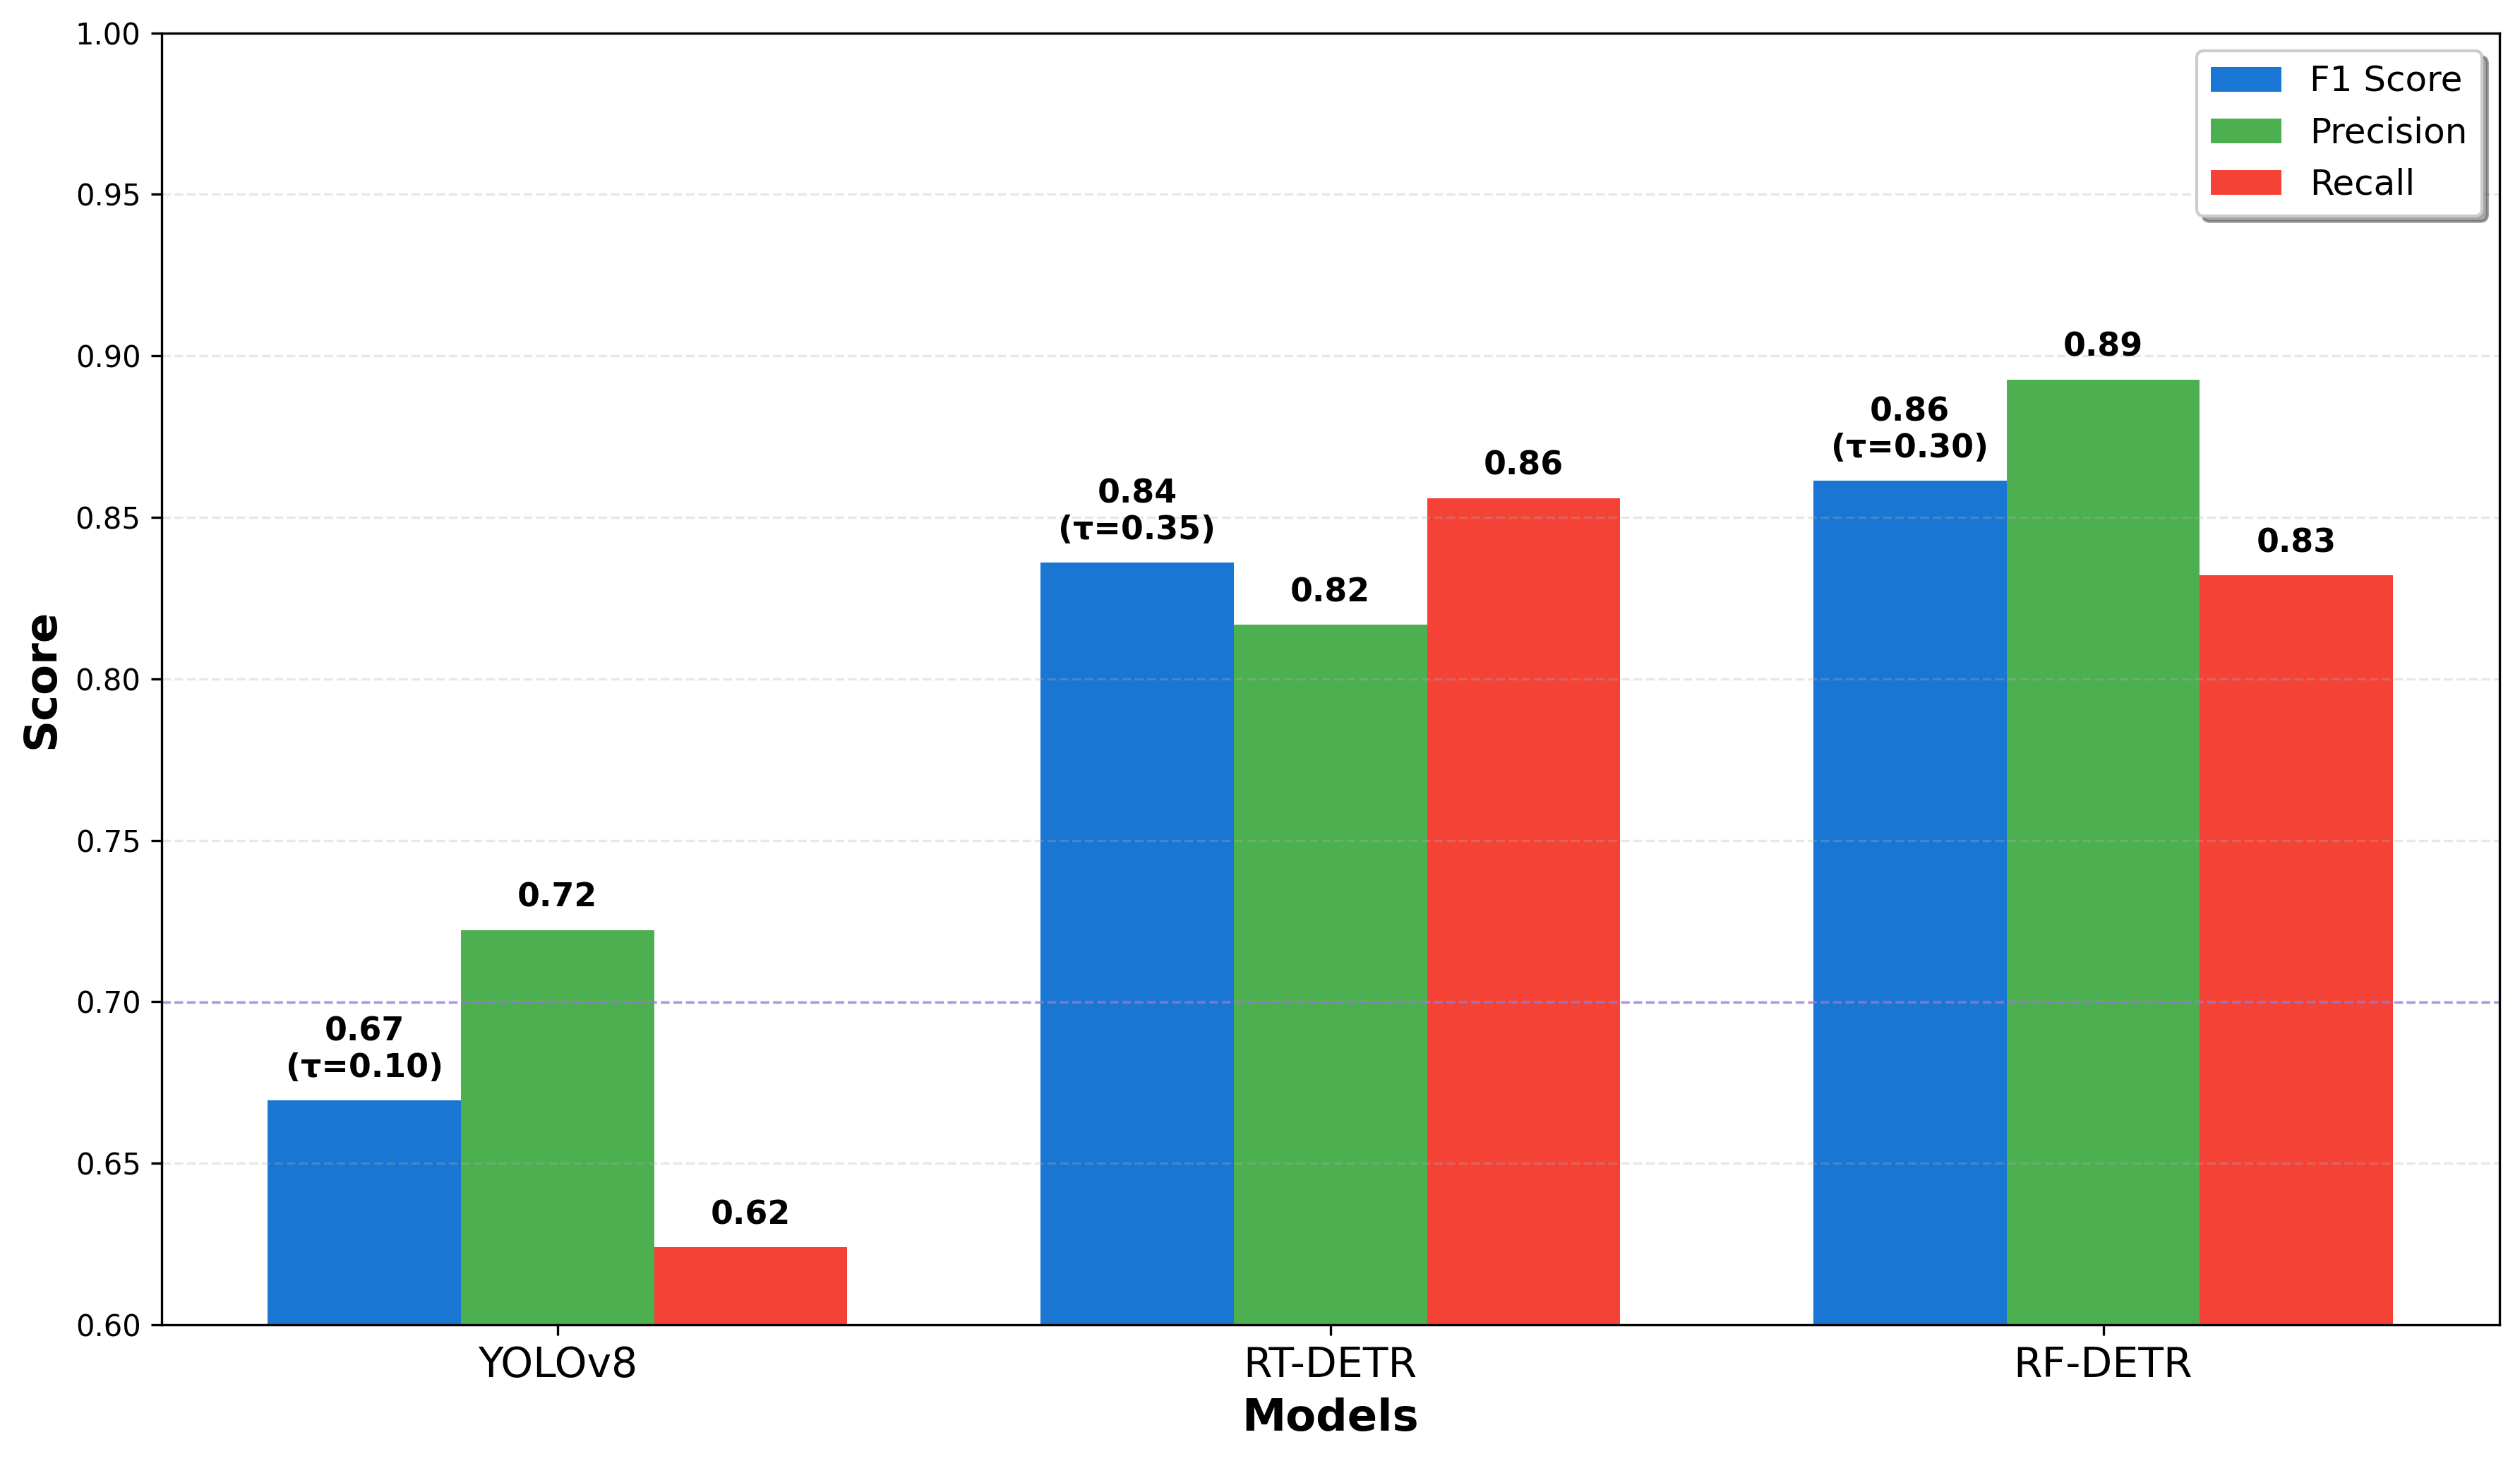 1.00
0.95
0.90
0.85
0.80
0.75
0.70
0.65
0.60
Score
F1 Score
Precision
Recall
0.67
(τ=0.10)
0.72
0.62
0.84
(τ=0.35)
0.82
0.86
0.86
(τ=0.30)
0.89
0.83
YOLOv8
RT-DETR
RF-DETR
Models